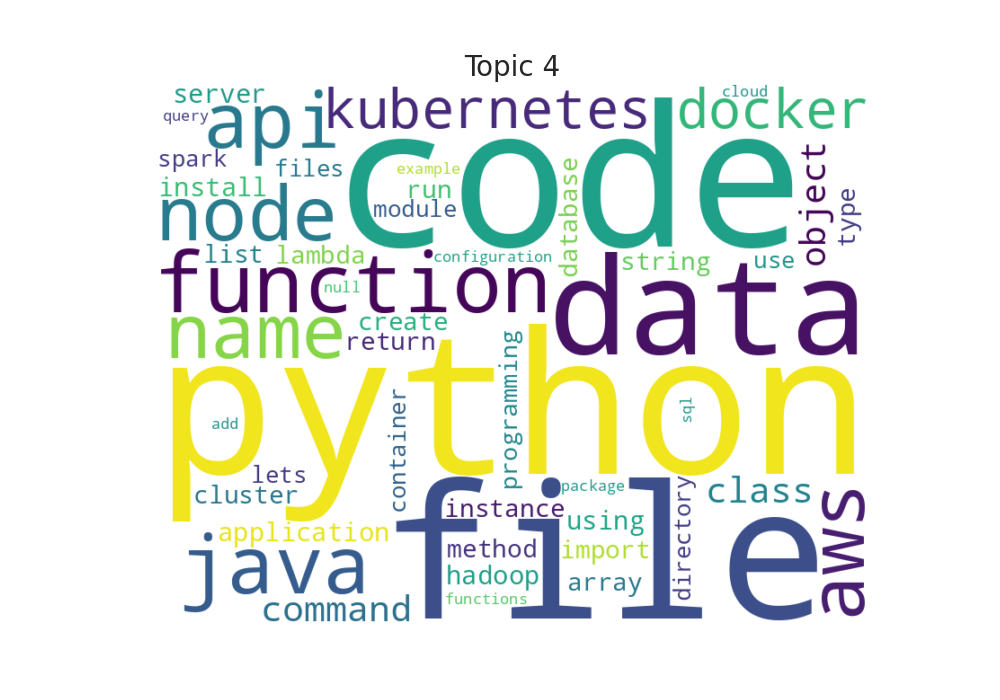 Topic 4
server
query
api
kubernetes
cloud
docker
spark
files
example
code
install
run
module
node
database
object
type
list
lambda
configuration
string
use
function
null
data
name
create
return
python
programming
add
container
sql
lets
cluster
package
class
instance
file
directory
aws
application
using
method
import
java
hadoop
array
command
functions